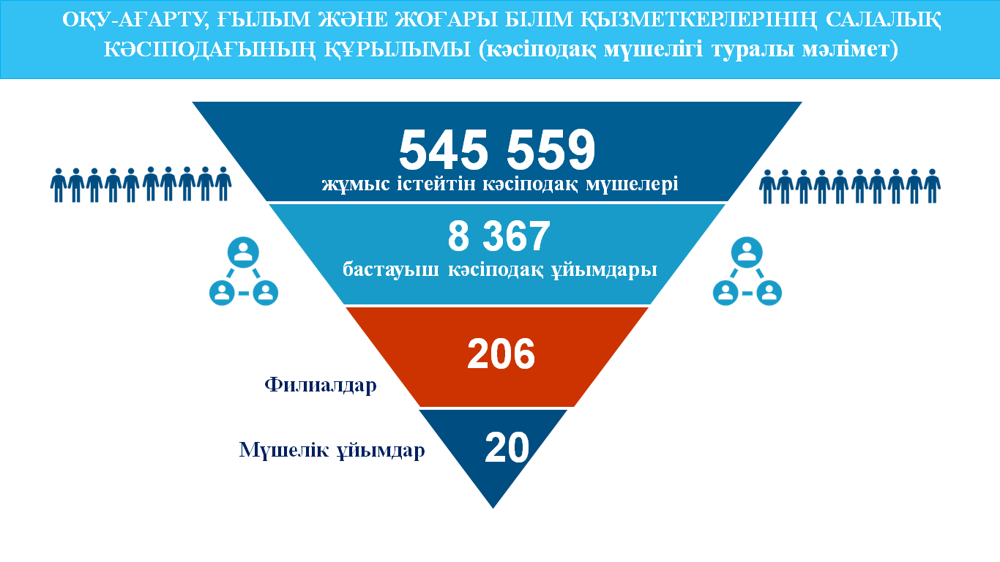 ОҚУ-АҒАРТУ, ҒЫЛЫМ ЖӘНЕ ЖОҒАРЫ БІЛІМ ҚЫЗМЕТКЕРЛЕРІНІҢ САЛАЛЫҚ
КӘСІПОДАҒЫНЫҢ ҚҰРЫЛЫМЫ (кәсіподақ мүшелігі туралы мәлімет)
545 559
жұмыс істейтін кәсіподақ мүшелері
8 367
бастауыш кәсіподақ ұйымдары
206
Филиалдар
20
Мүшелік ұйымдар